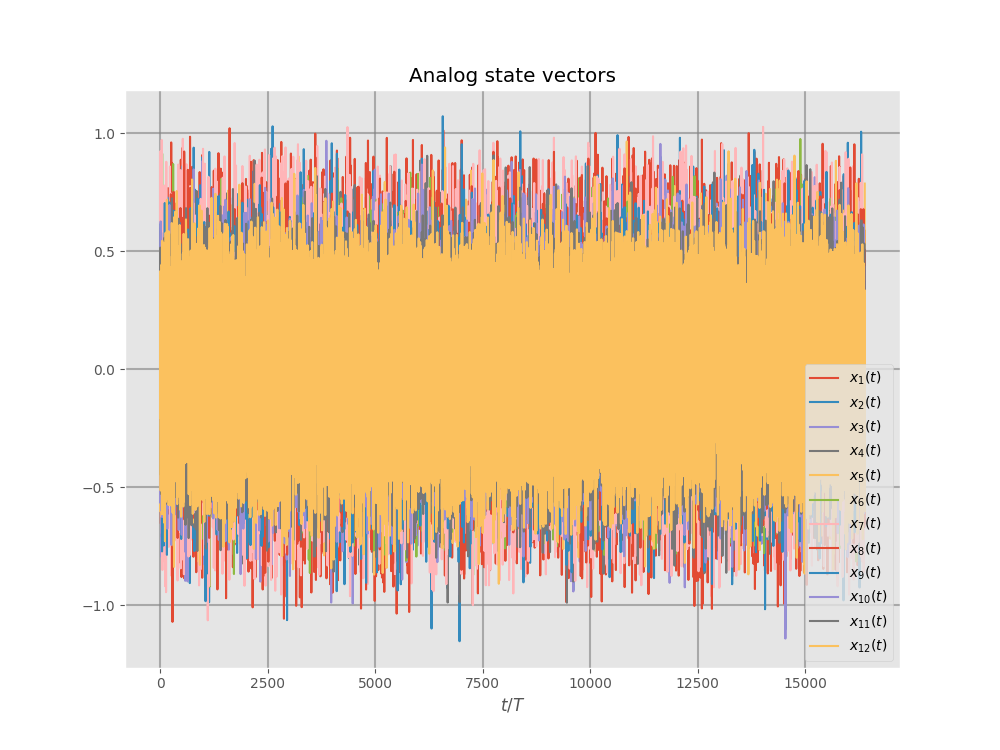 Analog state vectors
1.0
0.5
0.0
−0.5
−1.0
0 2500 5000 7500 10000 12500 15000
t/T
x₁(t)
x₂(t)
x₃(t)
x₄(t)
x₅(t)
x₆(t)
x₇(t)
x₈(t)
x₉(t)
x₁₀(t)
x₁₁(t)
x₁₂(t)